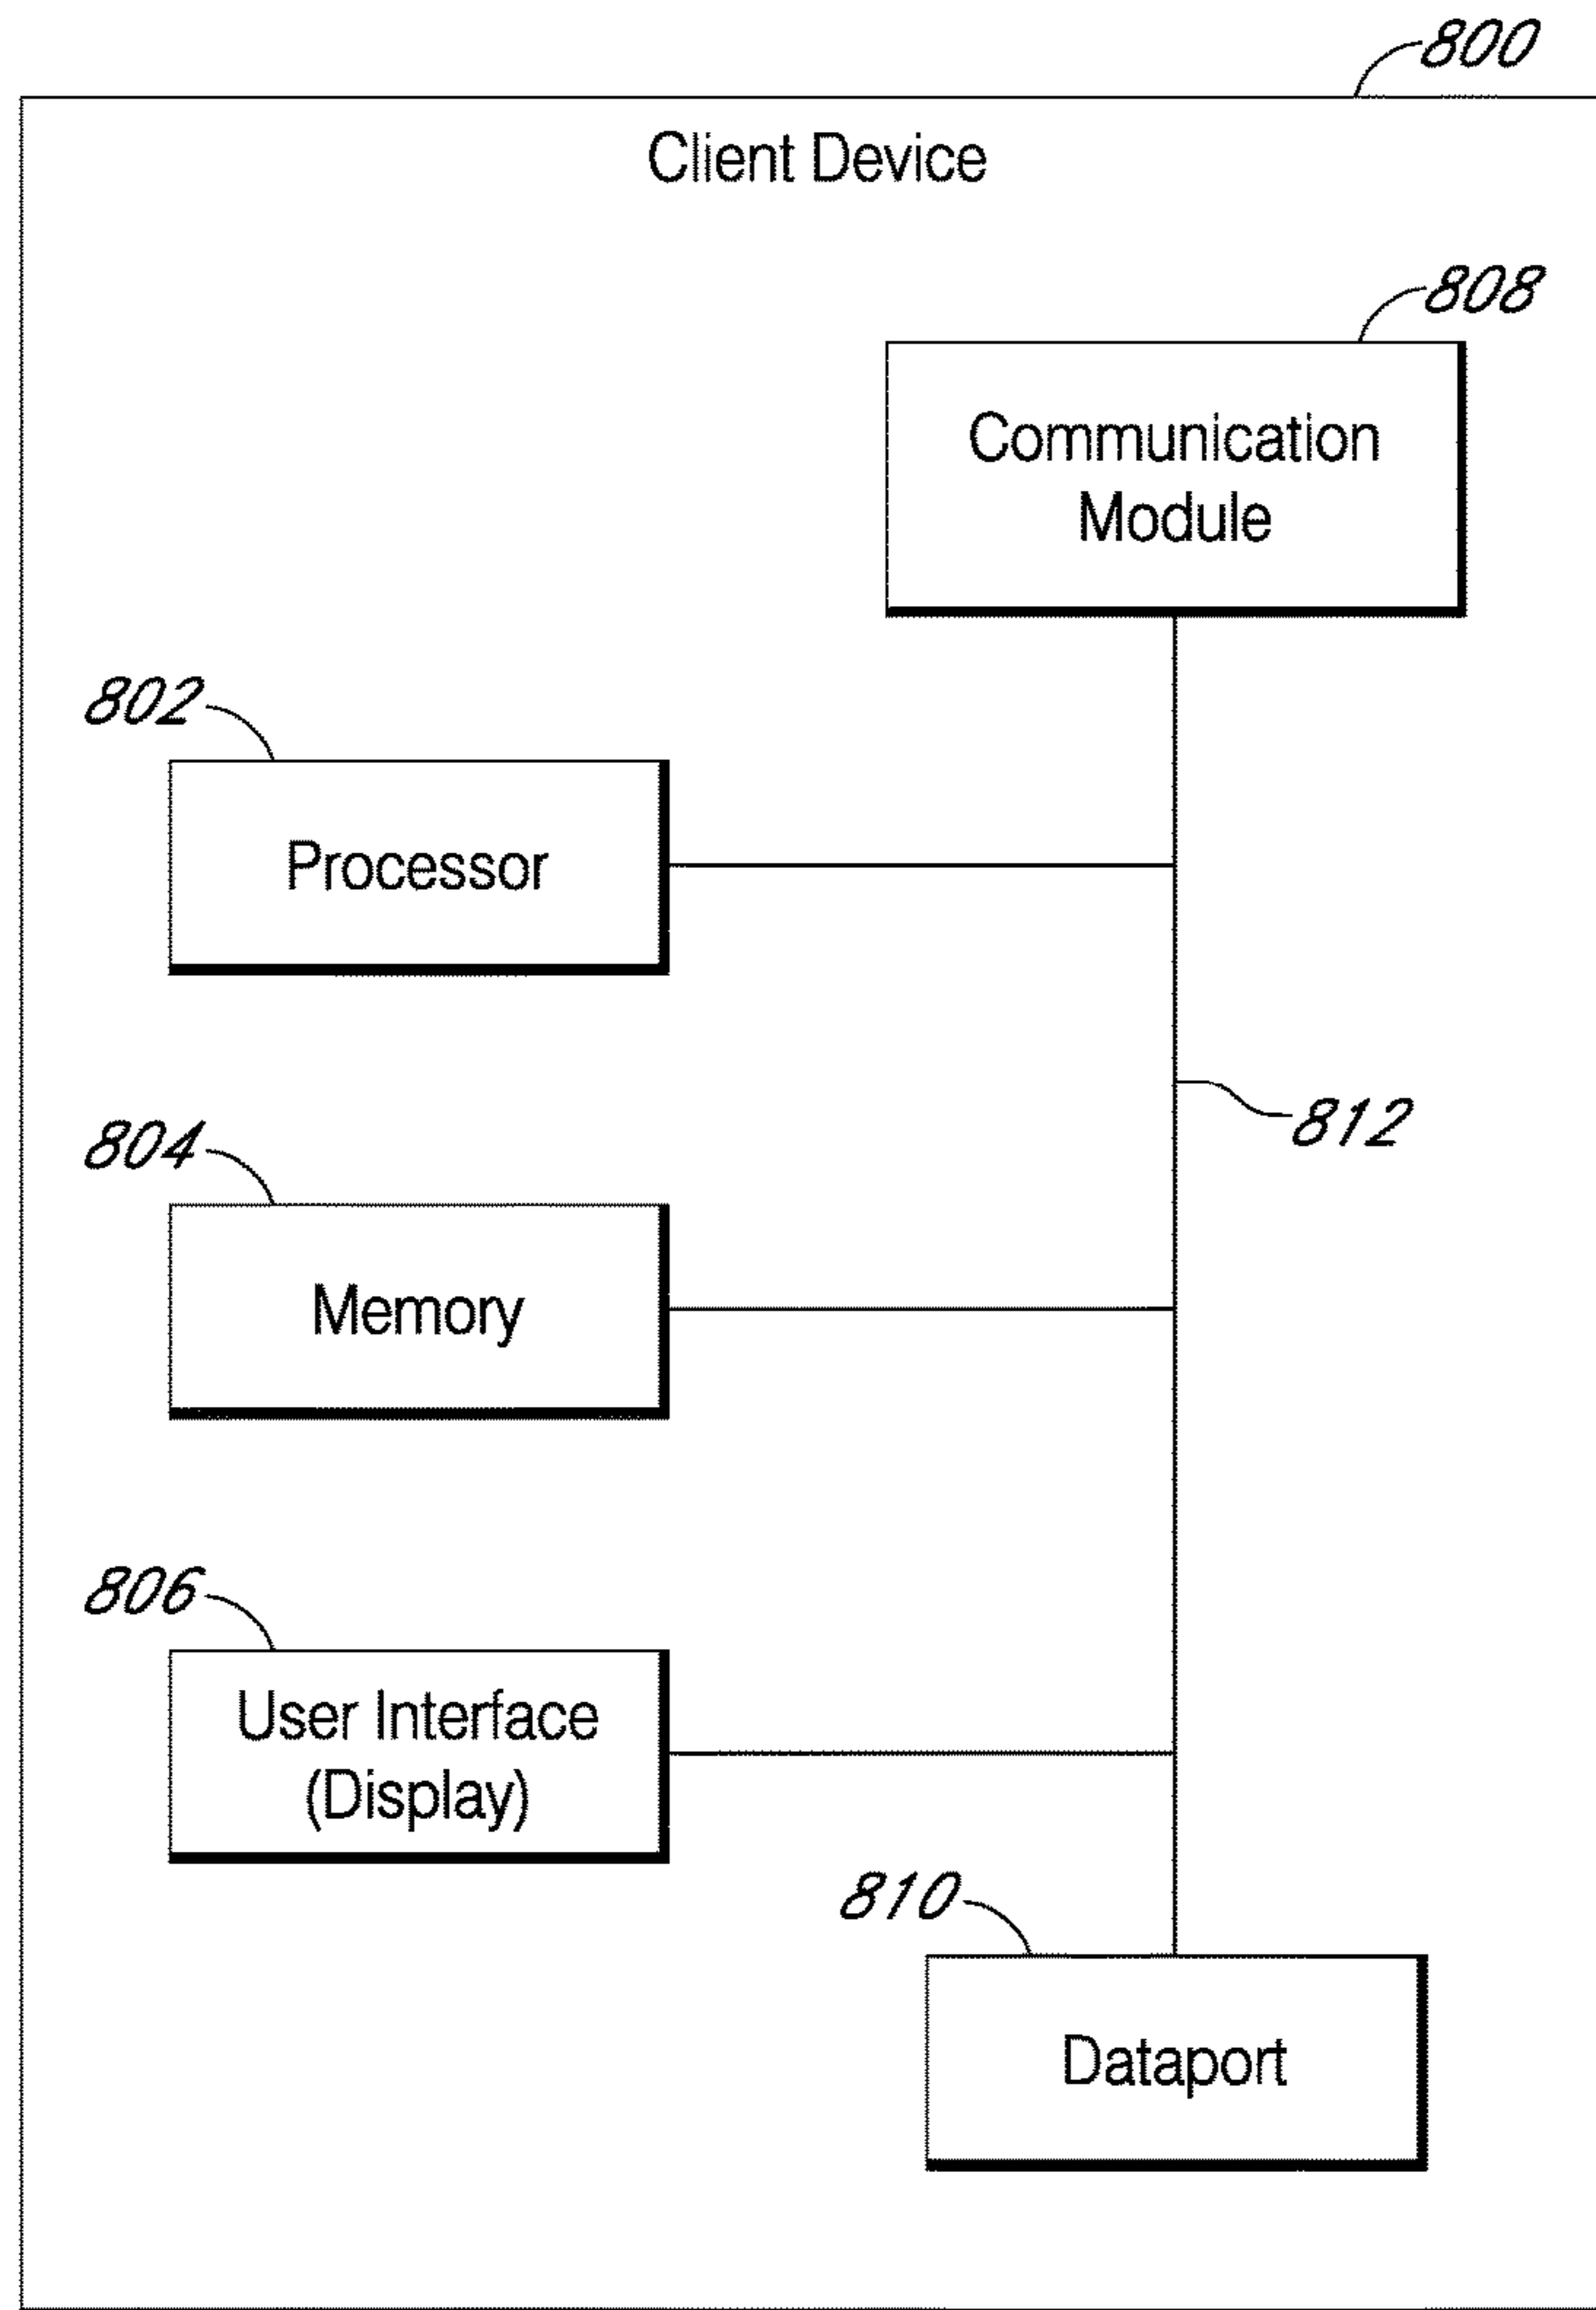 800
Client Device
808
Communication
Module
802
Processor
812
804
Memory
806
User Interface
(Display)
810
Dataport